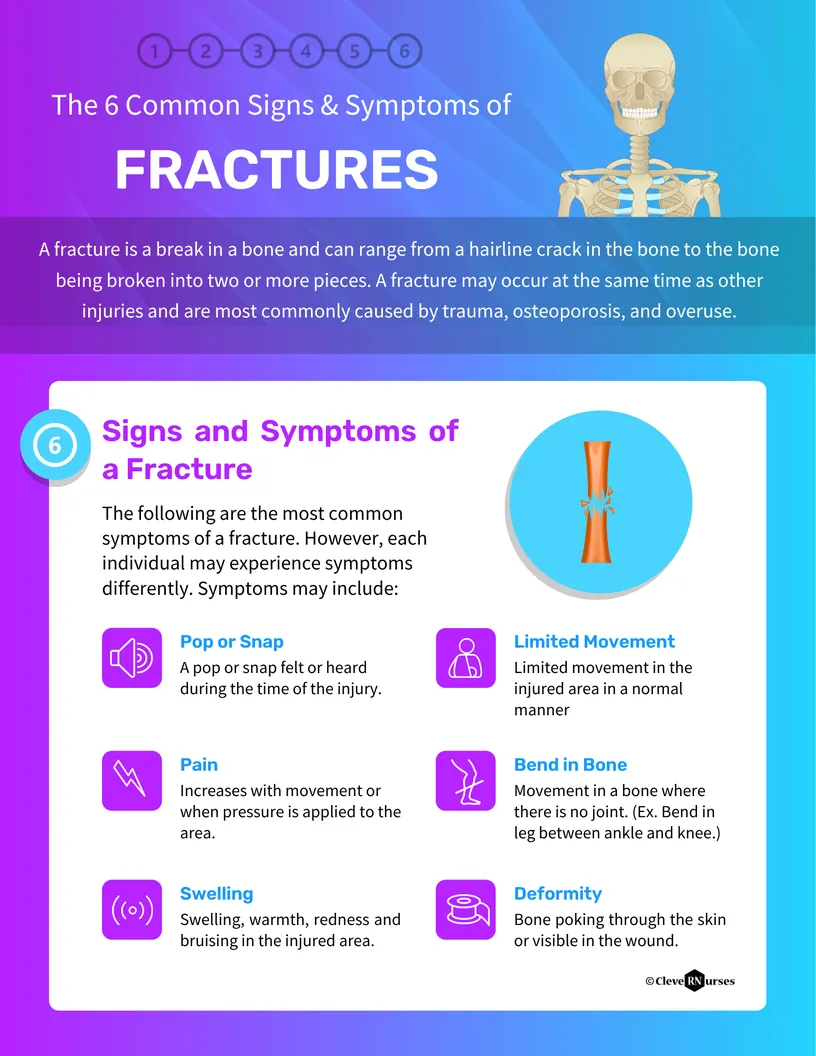 1 2 3 4 5 6
The 6 Common Signs & Symptoms of
FRACTURES
A fracture is a break in a bone and can range from a hairline crack in the bone to the bone
being broken into two or more pieces. A fracture may occur at the same time as other
injuries and are most commonly caused by trauma, osteoporosis, and overuse.
6
Signs and Symptoms of
a Fracture
The following are the most common
symptoms of a fracture. However, each
individual may experience symptoms
differently. Symptoms may include:
Pop or Snap
A pop or snap felt or heard
during the time of the injury.
Limited Movement
Limited movement in the
injured area in a normal
manner
Pain
Increases with movement or
when pressure is applied to the
area.
Bend in Bone
Movement in a bone where
there is no joint. (Ex. Bend in
leg between ankle and knee.)
Swelling
Swelling, warmth, redness and
bruising in the injured area.
Deformity
Bone poking through the skin
or visible in the wound.
©CleveRNurses